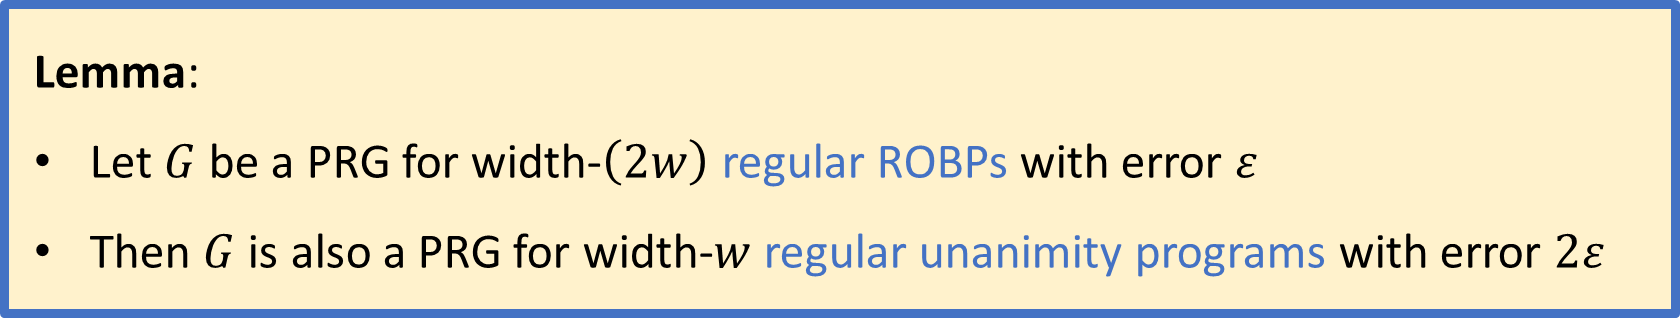 Lemma:
• Let 𝐺 be a PRG for width-(2𝑤) regular ROBPs with error 𝜀
• Then 𝐺 is also a PRG for width-𝑤 regular unanimity programs with error 2𝜀